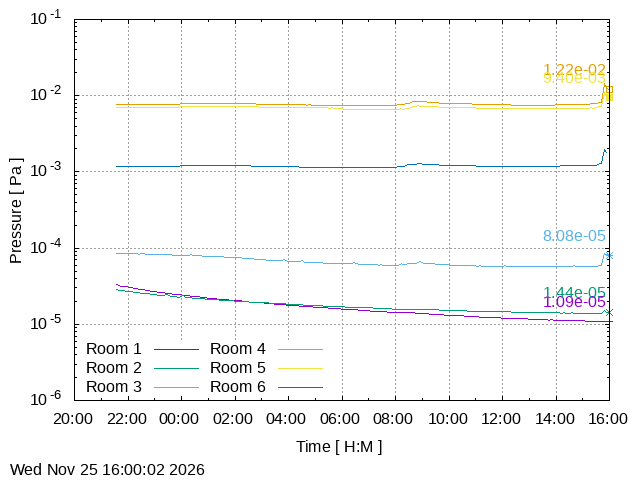 10^-1
10^-2
10^-3
10^-4
10^-5
10^-6
Pressure [ Pa ]
1.22e-02
9.40e-03
8.08e-05
1.44e-05
1.09e-05
Room 1 Room 4
Room 2 Room 5
Room 3 Room 6
20:00 22:00 00:00 02:00 04:00 06:00 08:00 10:00 12:00 14:00 16:00
Time [ H:M ]
Wed Nov 25 16:00:02 2026